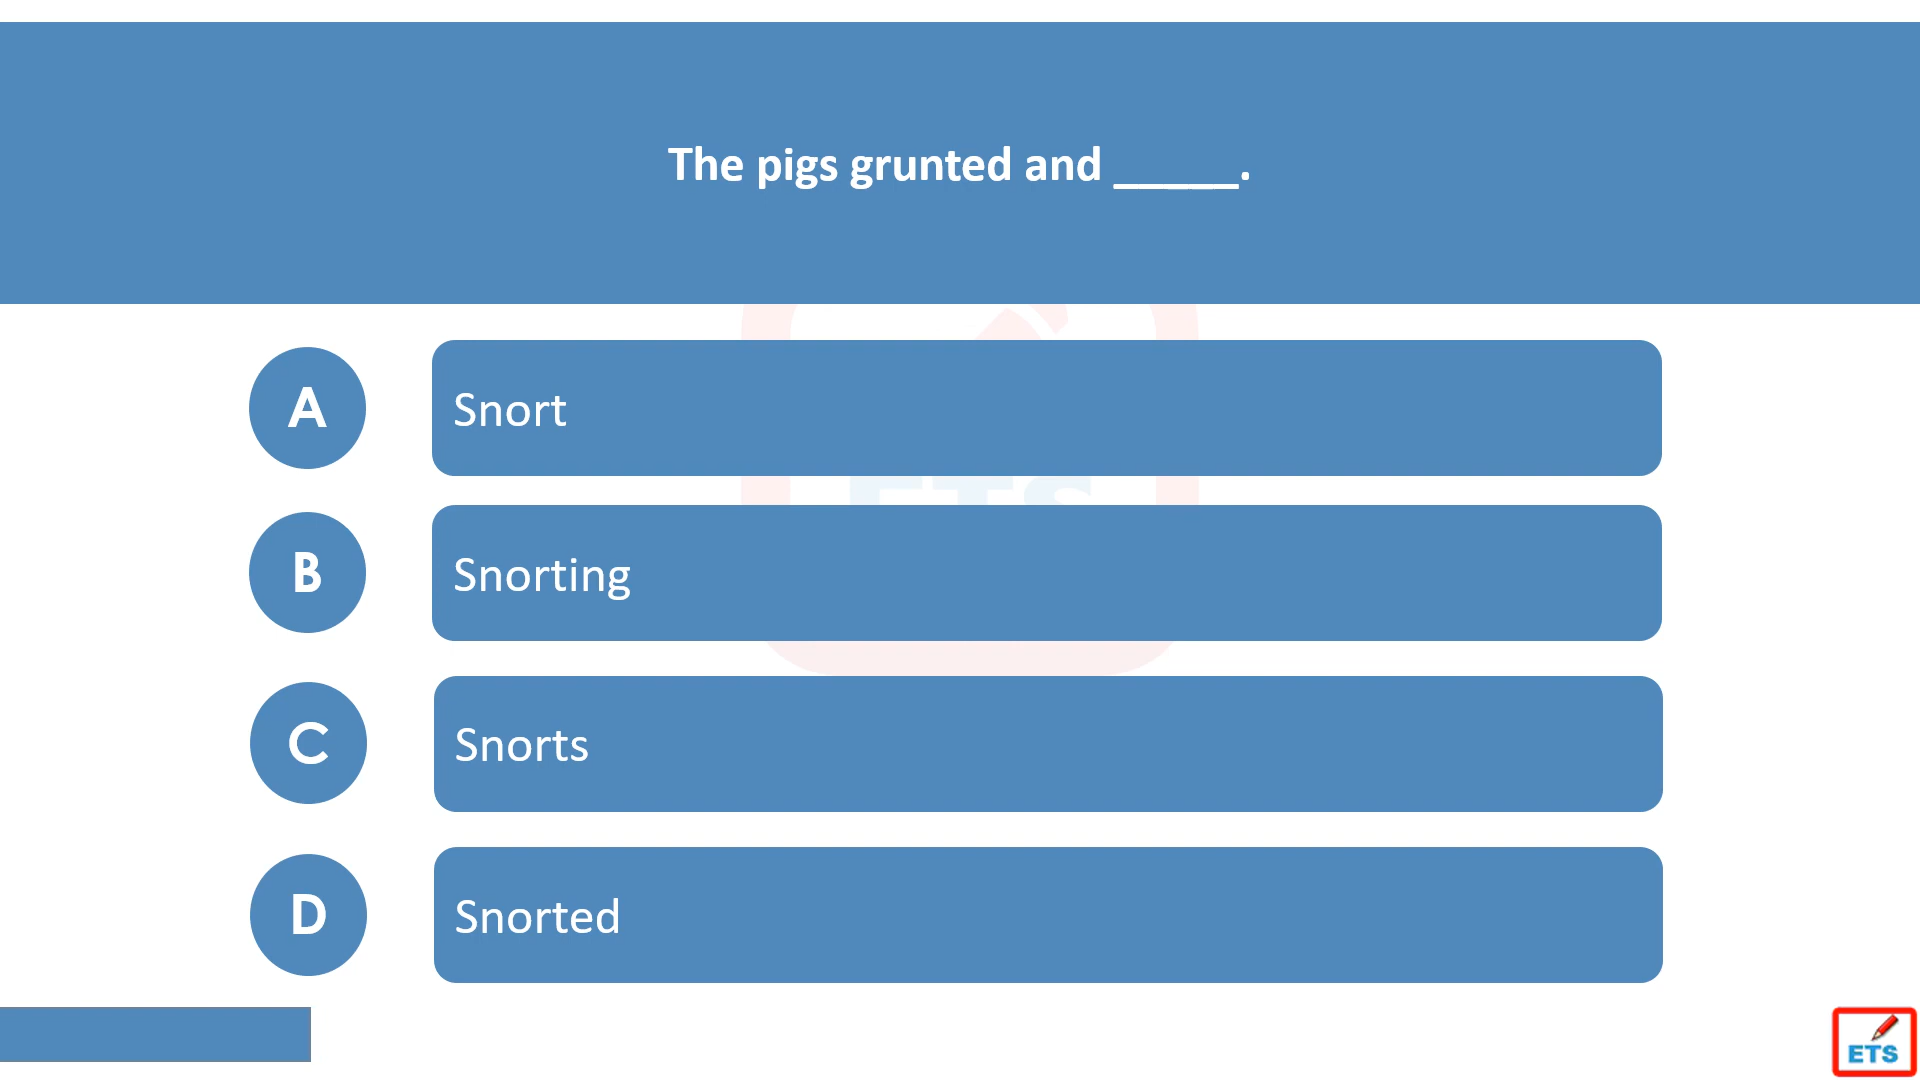 The pigs grunted and _____.
A
Snort
B
Snorting
C
Snorts
D
Snorted
ETS